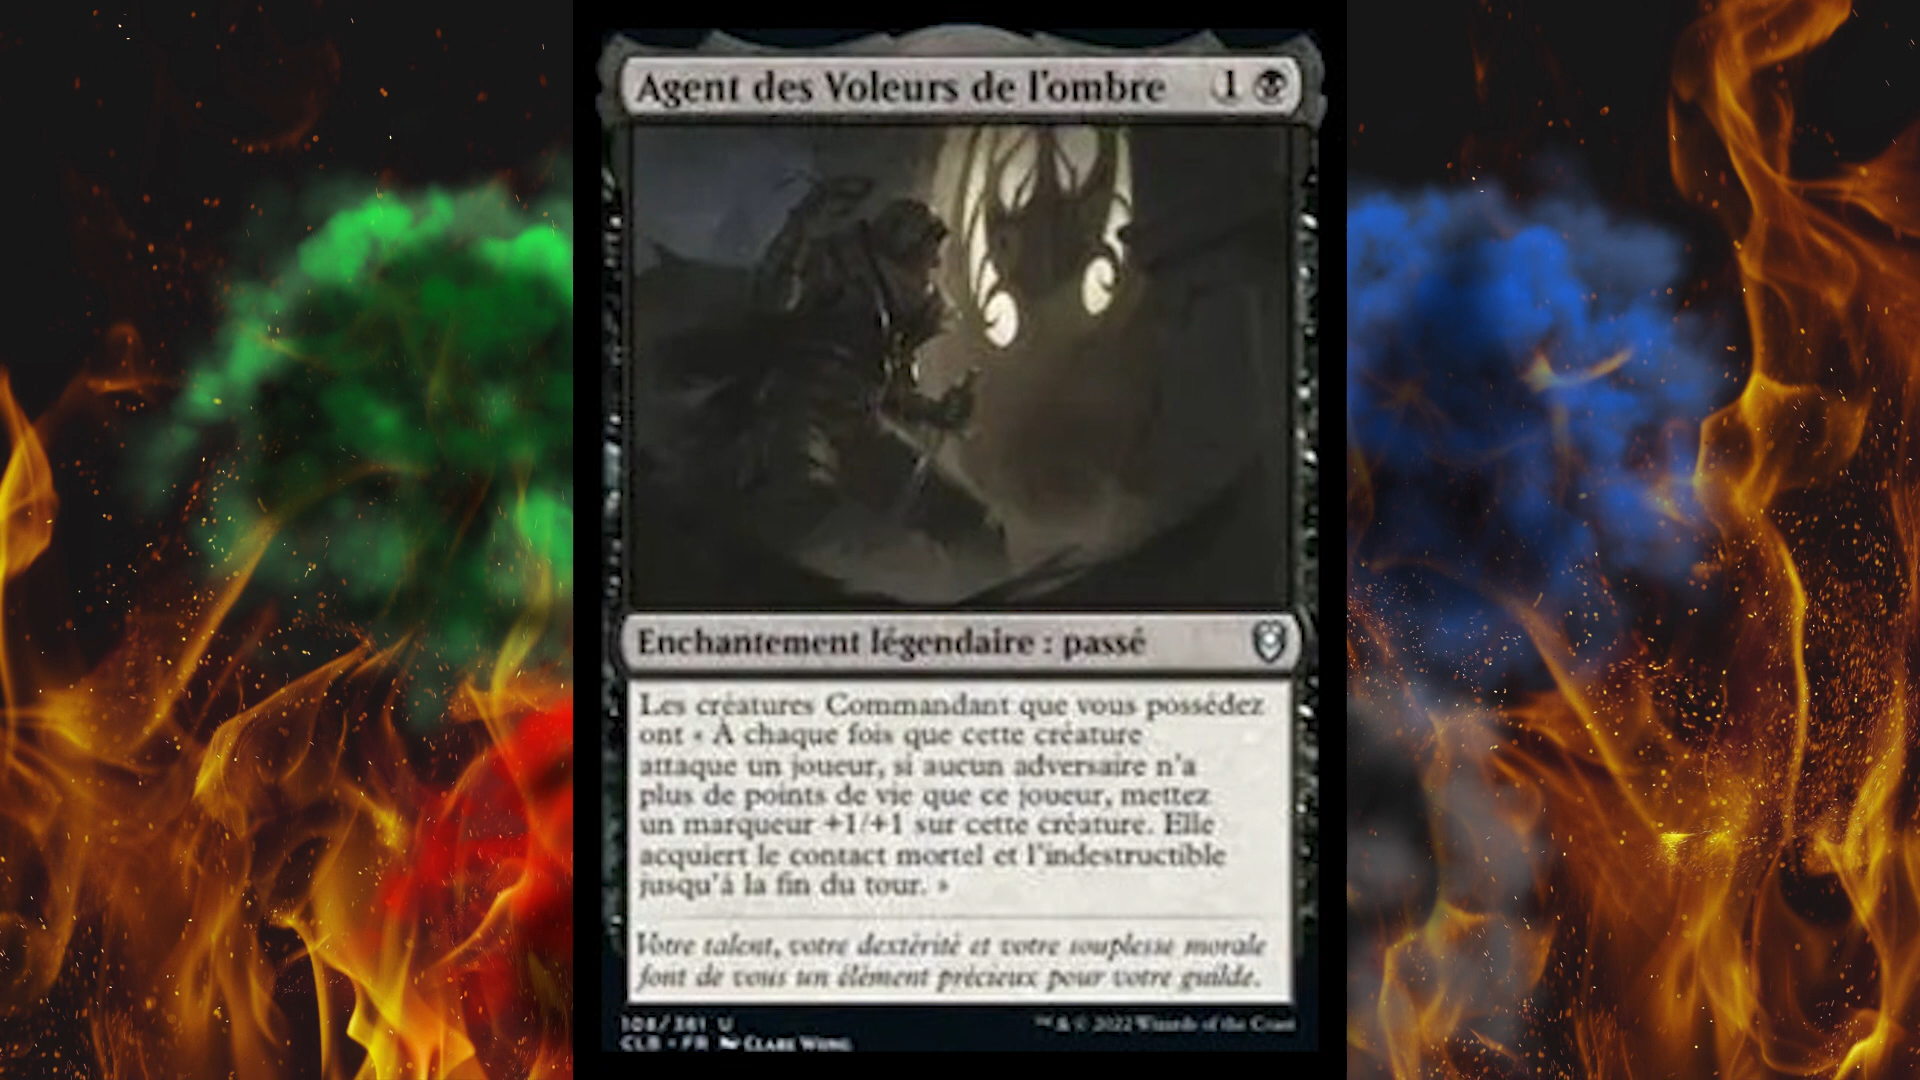 Agent des Voleurs de l'ombre 1
Enchantement légendaire : passé
Les créatures Commandant que vous possédez
ont « À chaque fois que cette créature
attaque un joueur, si aucun adversaire n'a
plus de points de vie que ce joueur, mettez
un marqueur +1/+1 sur cette créature. Elle
acquiert le contact mortel et l'indestructible
jusqu'à la fin du tour. »
Votre talent, votre dextérité et votre souplesse morale
font de vous un élément précieux pour votre guilde.
108/361 U
™ & © 2022 Wizards of the Coast
CLB • FR Clare Wong